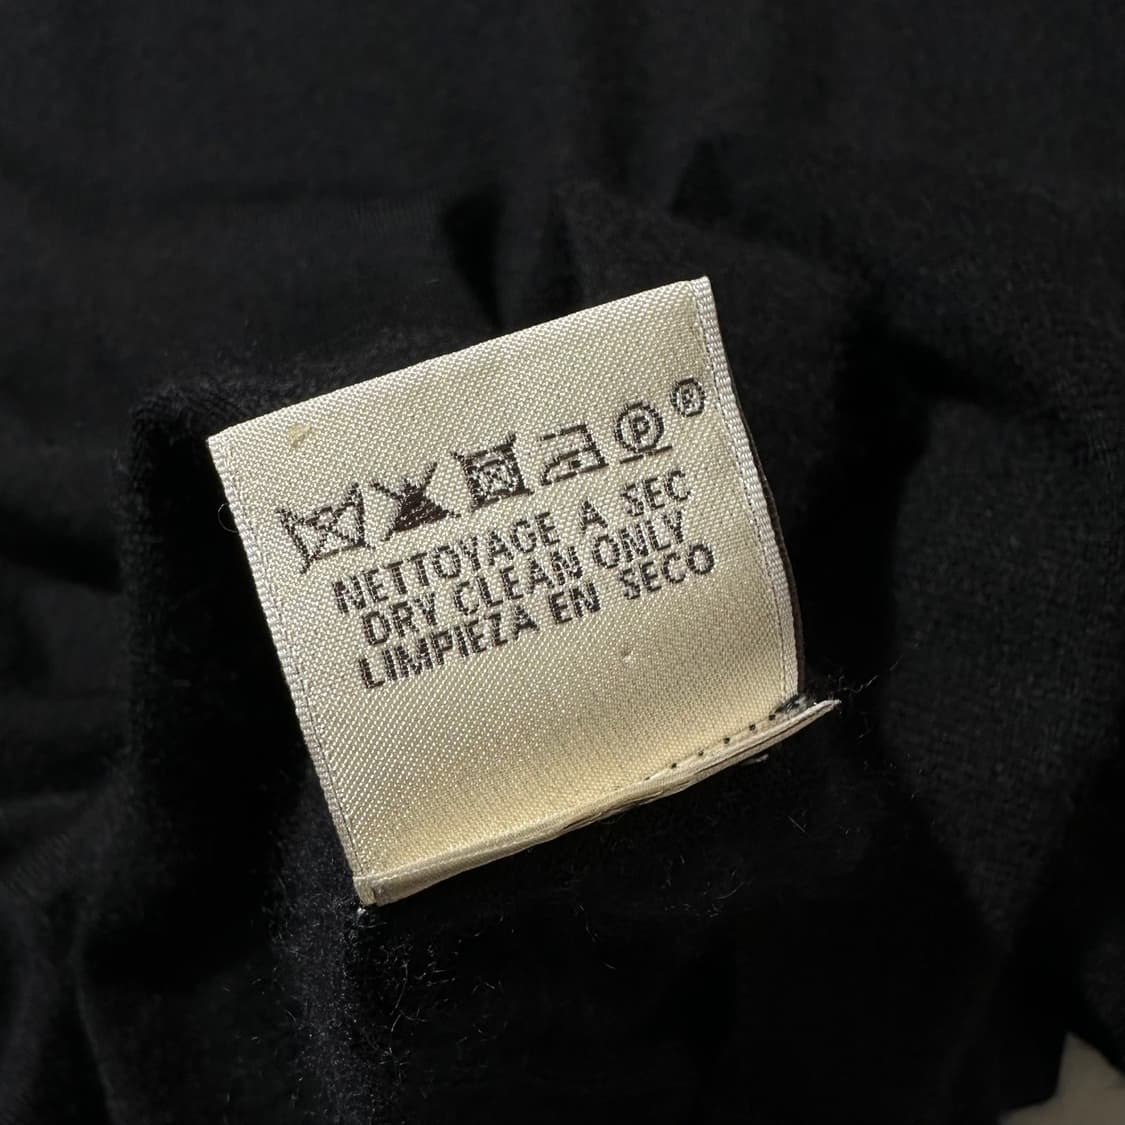 P ®
NETTOYAGE A SEC
DRY CLEAN ONLY
LIMPIEZA EN SECO